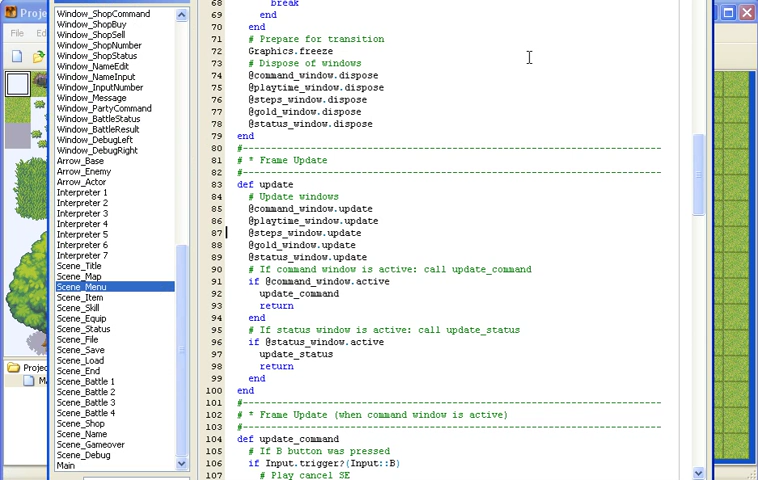 Proje
File
Window_ShopCommand
Window_ShopBuy
Window_ShopSell
Window_ShopNumber
Window_ShopStatus
Window_NameEdit
Window_NameInput
Window_InputNumber
Window_Message
Window_PartyCommand
Window_BattleStatus
Window_BattleResult
Window_DebugLeft
Window_DebugRight
Arrow_Base
Arrow_Enemy
Arrow_Actor
Interpreter 1
Interpreter 2
Interpreter 3
Interpreter 4
Interpreter 5
Interpreter 6
Interpreter 7
Scene_Title
Scene_Map
Scene_Menu
Scene_Item
Scene_Skill
Scene_Equip
Scene_Status
Scene_File
Scene_Save
Scene_Load
Scene_End
Scene_Battle 1
Scene_Battle 2
Scene_Battle 3
Scene_Battle 4
Scene_Shop
Scene_Name
Scene_Gameover
Scene_Debug
Main
Proje
68 break
69 end
70 end
71 # Prepare for transition
72 Graphics.freeze
73 # Dispose of windows
74 @command_window.dispose
75 @playtime_window.dispose
76 @steps_window.dispose
77 @gold_window.dispose
78 @status_window.dispose
79 end
80 #--------------------------------------------------------------------------
81 # * Frame Update
82 #--------------------------------------------------------------------------
83 def update
84 # Update windows
85 @command_window.update
86 @playtime_window.update
87 @steps_window.update
88 @gold_window.update
89 @status_window.update
90 # If command window is active: call update_command
91 if @command_window.active
92 update_command
93 return
94 end
95 # If status window is active: call update_status
96 if @status_window.active
97 update_status
98 return
99 end
100 end
101 #--------------------------------------------------------------------------
102 # * Frame Update (when command window is active)
103 #--------------------------------------------------------------------------
104 def update_command
105 # If B button was pressed
106 if Input.trigger?(Input::B)
107 # Play cancel SE